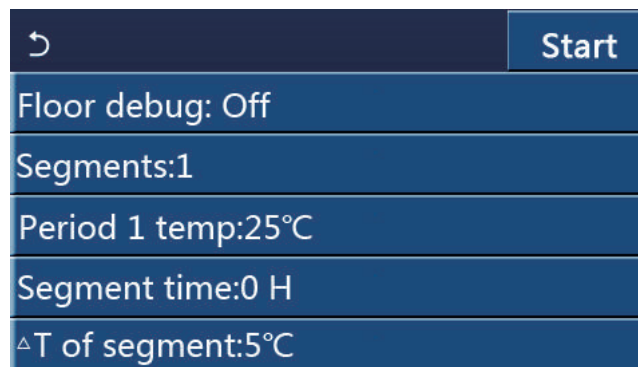 Start
Floor debug: Off
Segments:1
Period 1 temp:25℃
Segment time:0 H
△T of segment:5℃